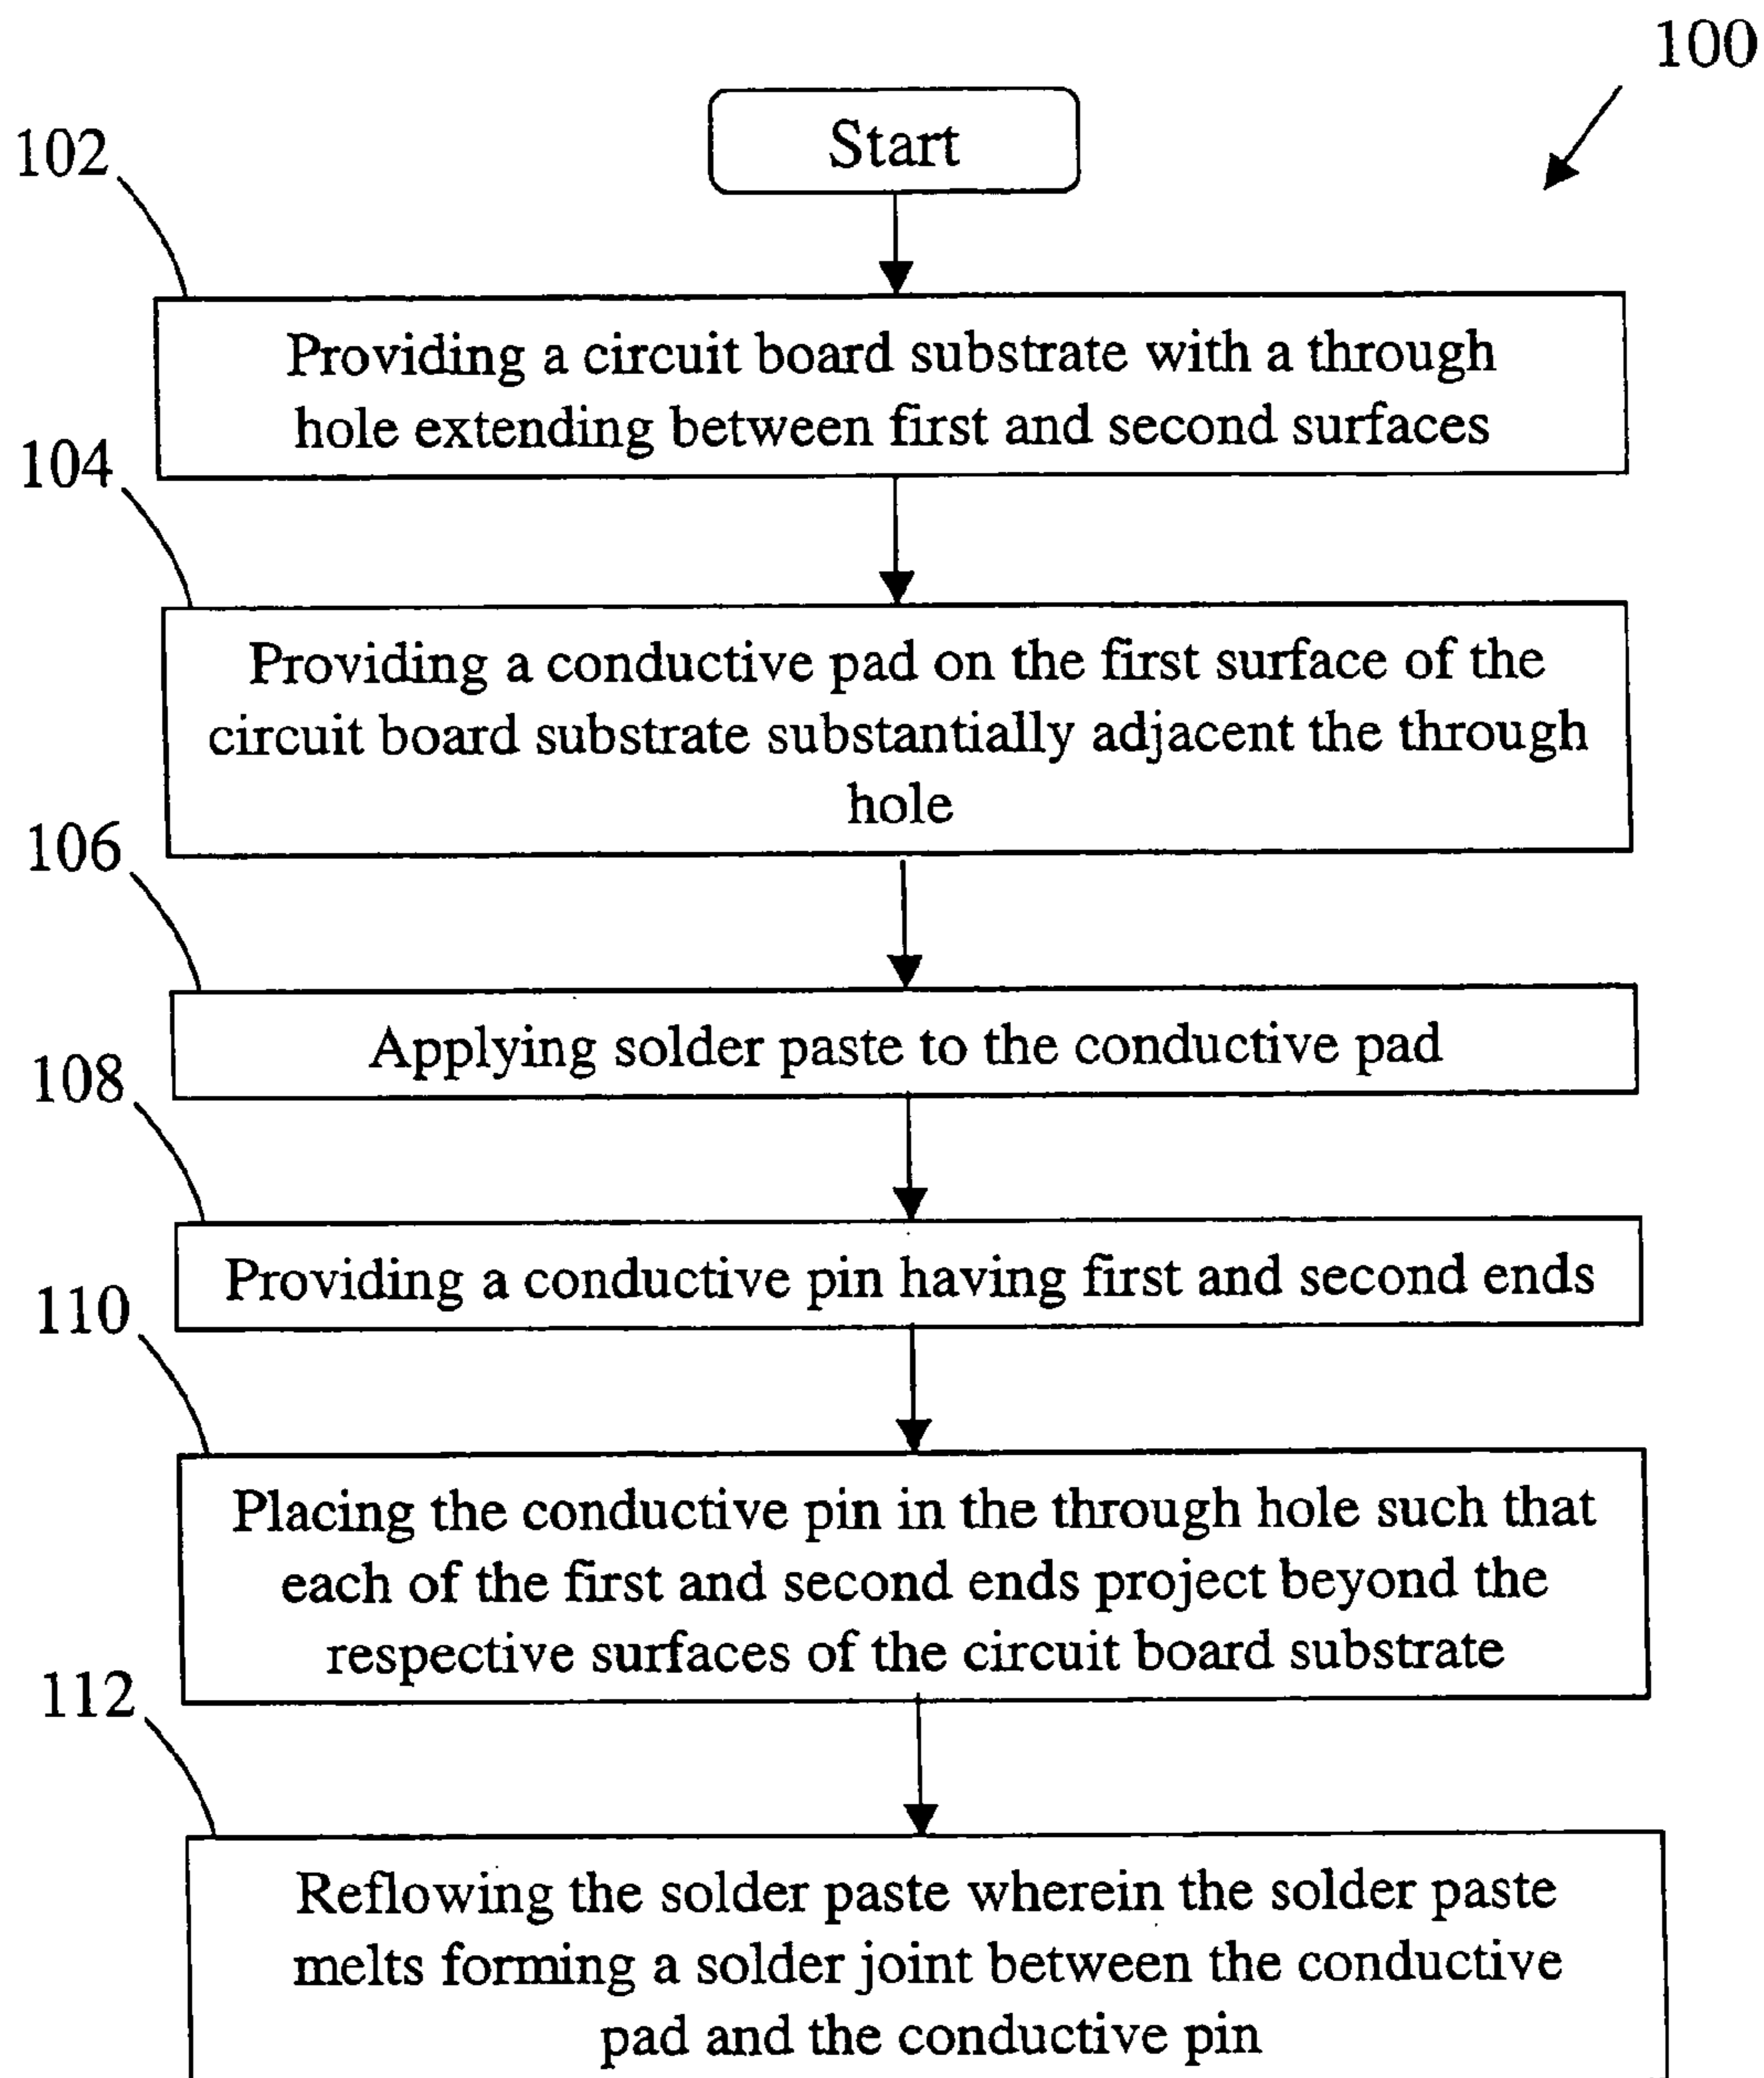 100
Start
102
Providing a circuit board substrate with a through
hole extending between first and second surfaces
104
Providing a conductive pad on the first surface of the
circuit board substrate substantially adjacent the through
hole
106
Applying solder paste to the conductive pad
108
Providing a conductive pin having first and second ends
110
Placing the conductive pin in the through hole such that
each of the first and second ends project beyond the
respective surfaces of the circuit board substrate
112
Reflowing the solder paste wherein the solder paste
melts forming a solder joint between the conductive
pad and the conductive pin